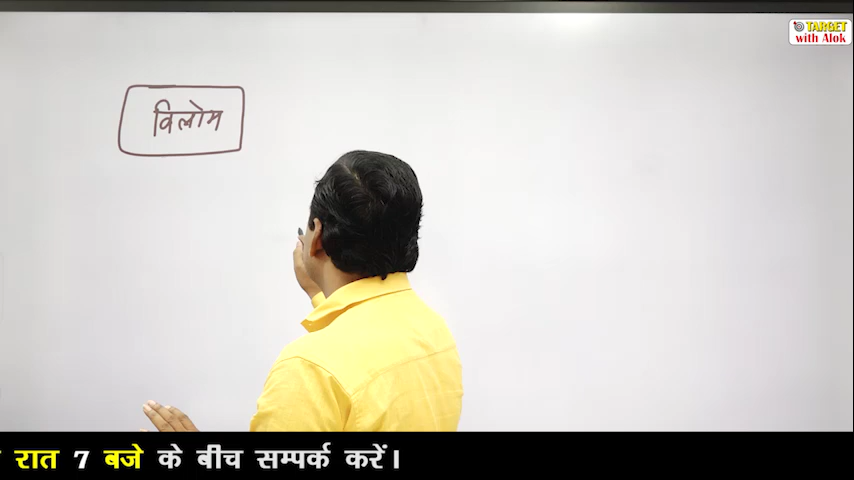 TARGET
with Alok
विलोम
रात 7 बजे के बीच सम्पर्क करें।